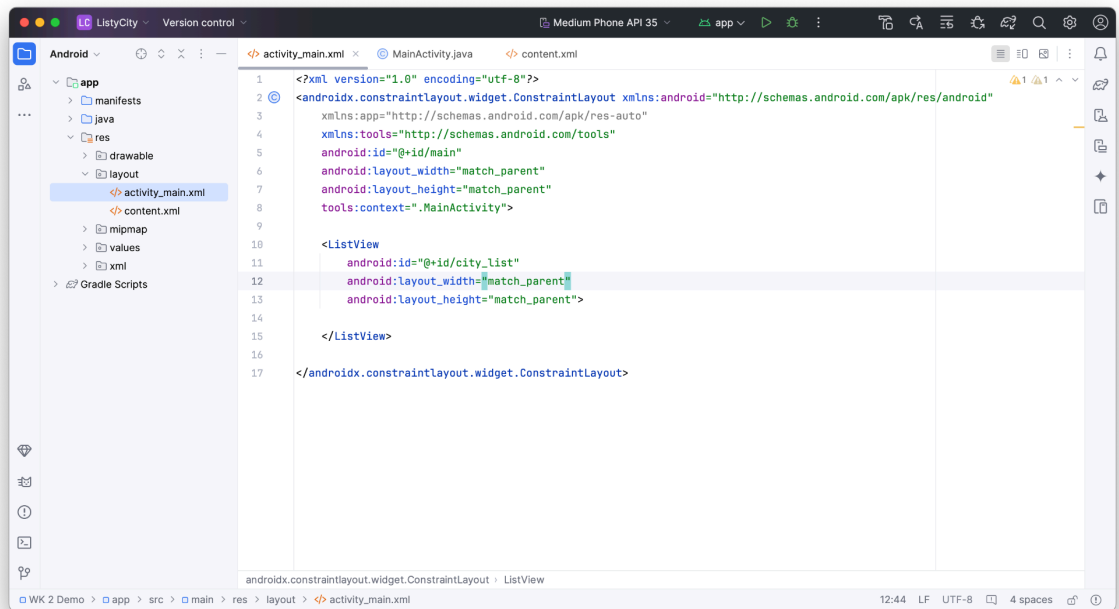 LC ListyCity Version control Medium Phone API 35 app
Android
app
manifests
java
res
drawable
layout
activity_main.xml
content.xml
mipmap
values
xml
Gradle Scripts
activity_main.xml MainActivity.java content.xml
1 <?xml version="1.0" encoding="utf-8"?>
2 <androidx.constraintlayout.widget.ConstraintLayout xmlns:android="http://schemas.android.com/apk/res/android"
3 xmlns:app="http://schemas.android.com/apk/res-auto"
4 xmlns:tools="http://schemas.android.com/tools"
5 android:id="@+id/main"
6 android:layout_width="match_parent"
7 android:layout_height="match_parent"
8 tools:context=".MainActivity">
9
10 <ListView
11 android:id="@+id/city_list"
12 android:layout_width="match_parent"
13 android:layout_height="match_parent">
14
15 </ListView>
16
17 </androidx.constraintlayout.widget.ConstraintLayout>
1 1
androidx.constraintlayout.widget.ConstraintLayout › ListView
WK 2 Demo > app > src > main > res > layout > activity_main.xml 12:44 LF UTF-8 4 spaces